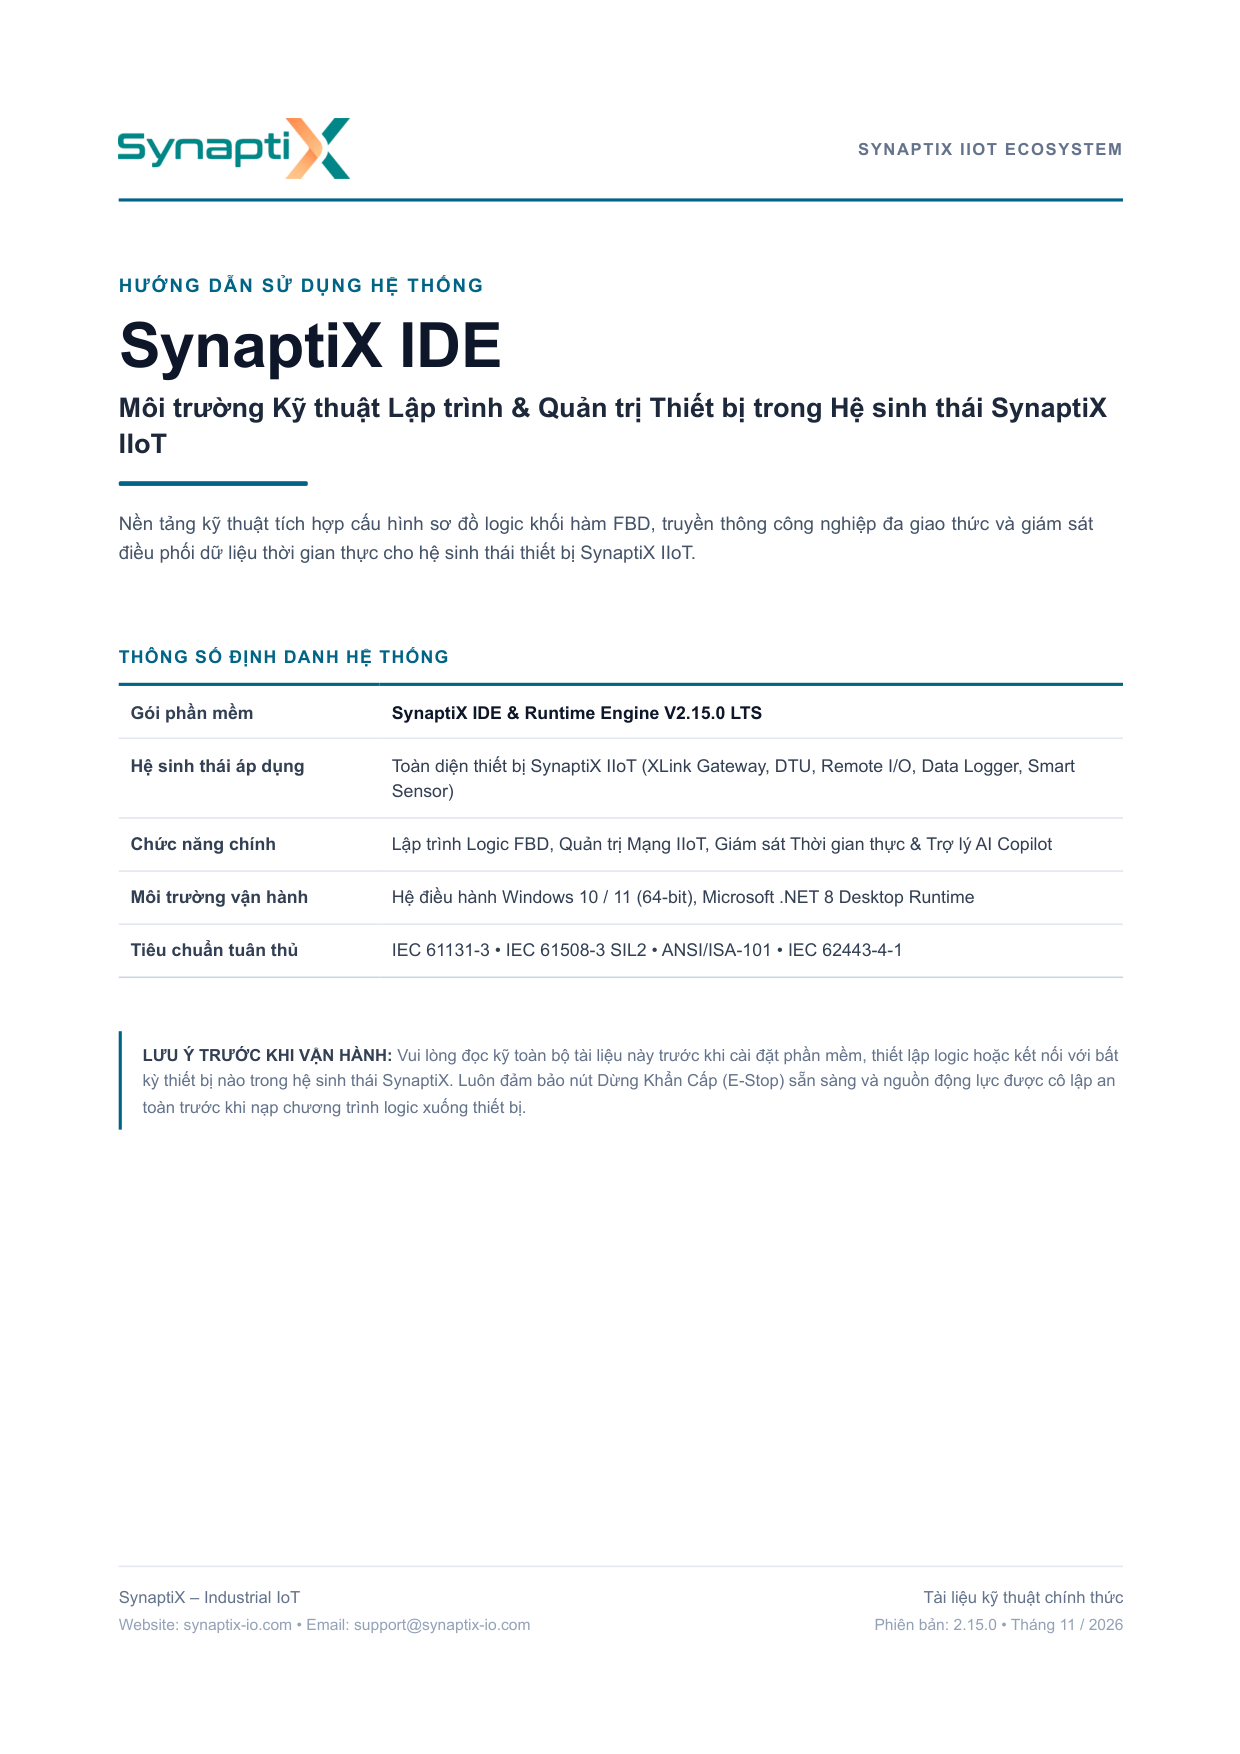 SynaptiX
SYNAPTIX IIOT ECOSYSTEM
HƯỚNG DẪN SỬ DỤNG HỆ THỐNG
SynaptiX IDE
Môi trường Kỹ thuật Lập trình & Quản trị Thiết bị trong Hệ sinh thái SynaptiX
IIoT
Nền tảng kỹ thuật tích hợp cấu hình sơ đồ logic khối hàm FBD, truyền thông công nghiệp đa giao thức và giám sát
điều phối dữ liệu thời gian thực cho hệ sinh thái thiết bị SynaptiX IIoT.
THÔNG SỐ ĐỊNH DANH HỆ THỐNG
Gói phần mềm SynaptiX IDE & Runtime Engine V2.15.0 LTS
Hệ sinh thái áp dụng Toàn diện thiết bị SynaptiX IIoT (XLink Gateway, DTU, Remote I/O, Data Logger, Smart
Sensor)
Chức năng chính Lập trình Logic FBD, Quản trị Mạng IIoT, Giám sát Thời gian thực & Trợ lý AI Copilot
Môi trường vận hành Hệ điều hành Windows 10 / 11 (64-bit), Microsoft .NET 8 Desktop Runtime
Tiêu chuẩn tuân thủ IEC 61131-3 • IEC 61508-3 SIL2 • ANSI/ISA-101 • IEC 62443-4-1
LƯU Ý TRƯỚC KHI VẬN HÀNH: Vui lòng đọc kỹ toàn bộ tài liệu này trước khi cài đặt phần mềm, thiết lập logic hoặc kết nối với bất
kỳ thiết bị nào trong hệ sinh thái SynaptiX. Luôn đảm bảo nút Dừng Khẩn Cấp (E-Stop) sẵn sàng và nguồn động lực được cô lập an
toàn trước khi nạp chương trình logic xuống thiết bị.
SynaptiX – Industrial IoT
Tài liệu kỹ thuật chính thức
Website: synaptix-io.com • Email: support@synaptix-io.com
Phiên bản: 2.15.0 • Tháng 11 / 2026